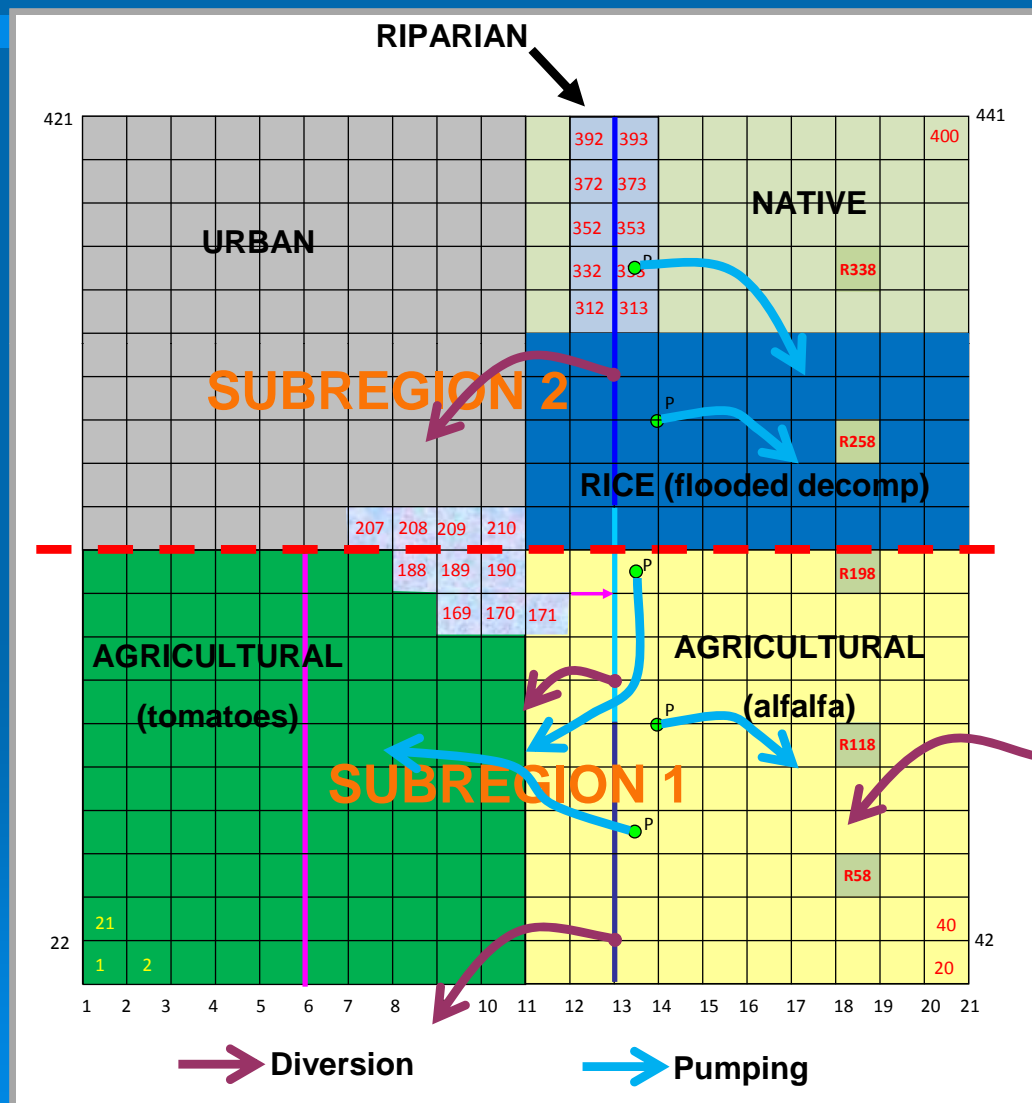 RIPARIAN
421
441
392 393
400
372 373
NATIVE
352 353
URBAN
P
332
R338
312 313
SUBREGION 2
P
R258
RICE (flooded decomp)
207 208 209 210
188 189 190
P
R198
169 170 171
AGRICULTURAL
(tomatoes)
AGRICULTURAL
(alfalfa)
P
R118
SUBREGION 1
P
R58
21
40
22
42
1 2
20
1 2 3 4 5 6 7 8 10 11 12 13 14 15 16 17 18 19 20 21
Diversion
Pumping